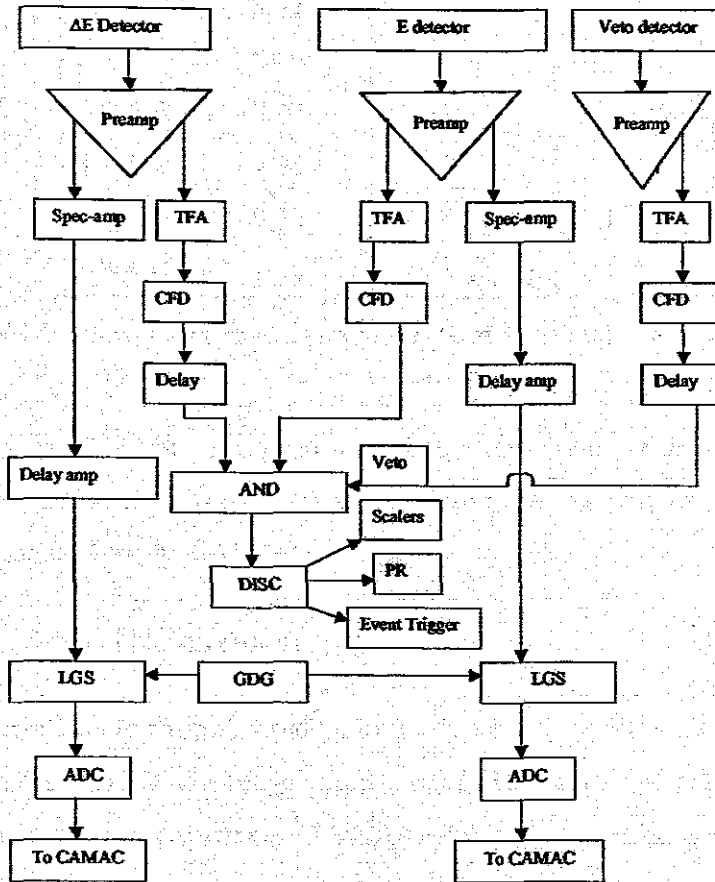 ΔE Detector
E detector
Veto detector
Preamp
Preamp
Preamp
Spec-amp
TFA
TFA
Spec-amp
TFA
CFD
CFD
CFD
Delay
Delay amp
Delay
Delay amp
AND
Veto
Scalers
DISC
PR
Event Trigger
LGS
GDG
LGS
ADC
ADC
To CAMAC
To CAMAC